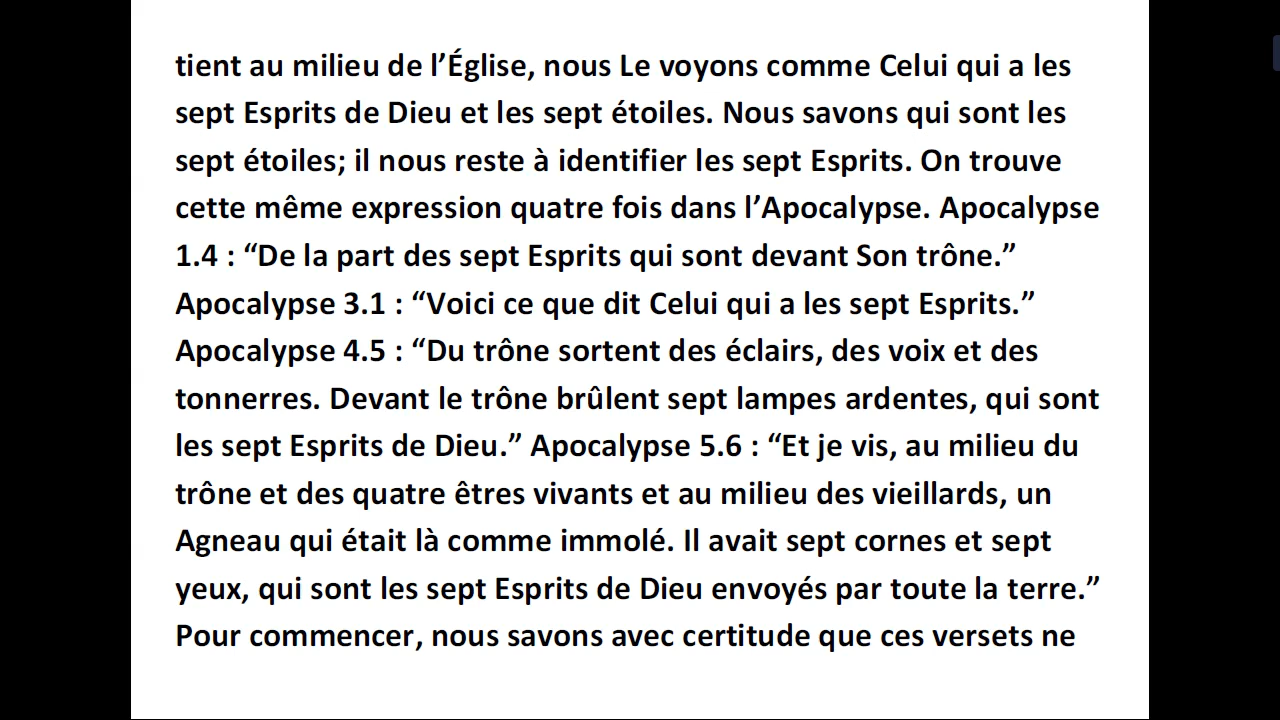 tient au milieu de l’Église, nous Le voyons comme Celui qui a les
sept Esprits de Dieu et les sept étoiles. Nous savons qui sont les
sept étoiles; il nous reste à identifier les sept Esprits. On trouve
cette même expression quatre fois dans l’Apocalypse. Apocalypse
1.4 : “De la part des sept Esprits qui sont devant Son trône.”
Apocalypse 3.1 : “Voici ce que dit Celui qui a les sept Esprits.”
Apocalypse 4.5 : “Du trône sortent des éclairs, des voix et des
tonnerres. Devant le trône brûlent sept lampes ardentes, qui sont
les sept Esprits de Dieu.” Apocalypse 5.6 : “Et je vis, au milieu du
trône et des quatre êtres vivants et au milieu des vieillards, un
Agneau qui était là comme immolé. Il avait sept cornes et sept
yeux, qui sont les sept Esprits de Dieu envoyés par toute la terre.”
Pour commencer, nous savons avec certitude que ces versets ne